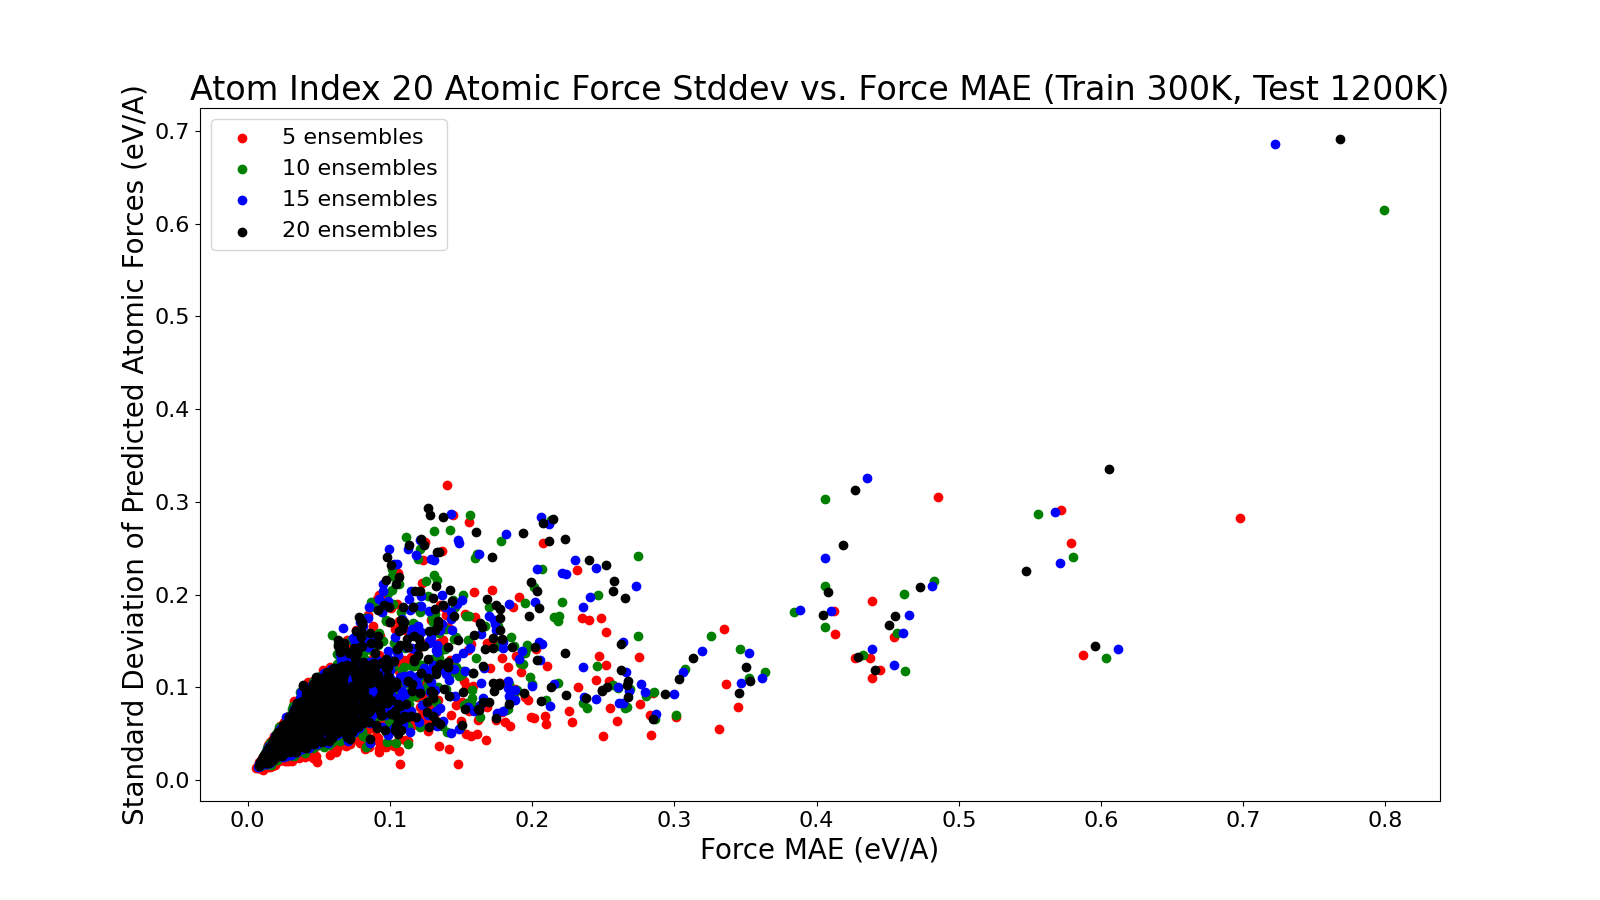 Atom Index 20 Atomic Force Stddev vs. Force MAE (Train 300K, Test 1200K)
5 ensembles
10 ensembles
15 ensembles
20 ensembles
Standard Deviation of Predicted Atomic Forces (eV/A)
0.7
0.6
0.5
0.4
0.3
0.2
0.1
0.0
0.0 0.1 0.2 0.3 0.4 0.5 0.6 0.7 0.8
Force MAE (eV/A)